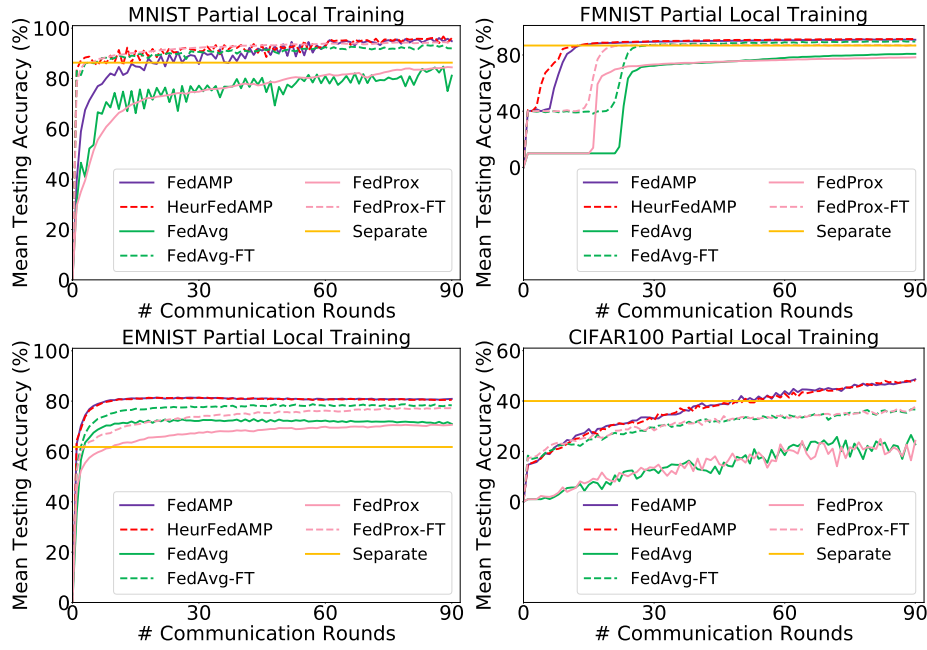 MNIST Partial Local Training
Mean Testing Accuracy (%)
100
80
60
40
20
0
FedAMP
HeurFedAMP
FedAvg
FedAvg-FT
FedProx
FedProx-FT
Separate
0 30 60 90
# Communication Rounds
FMNIST Partial Local Training
Mean Testing Accuracy (%)
80
40
0
FedAMP
HeurFedAMP
FedAvg
FedAvg-FT
FedProx
FedProx-FT
Separate
0 30 60 90
# Communication Rounds
EMNIST Partial Local Training
Mean Testing Accuracy (%)
100
80
60
40
20
0
FedAMP
HeurFedAMP
FedAvg
FedAvg-FT
FedProx
FedProx-FT
Separate
0 30 60 90
# Communication Rounds
CIFAR100 Partial Local Training
Mean Testing Accuracy (%)
60
40
20
0
FedAMP
HeurFedAMP
FedAvg
FedAvg-FT
FedProx
FedProx-FT
Separate
0 30 60 90
# Communication Rounds